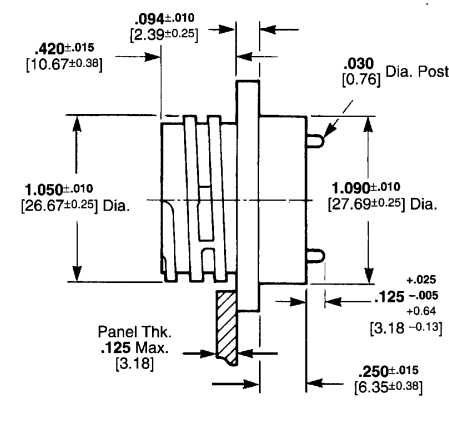 .094±.010
[2.39±0.25]
.420±.015
[10.67±0.38]
.030
[0.76] Dia. Post
1.050±.010
[26.67±0.25] Dia.
1.090±.010
[27.69±0.25] Dia.
+.025
.125 –.005
+0.64
[3.18 –0.13]
Panel Thk.
.125 Max.
[3.18]
.250±.015
[6.35±0.38]